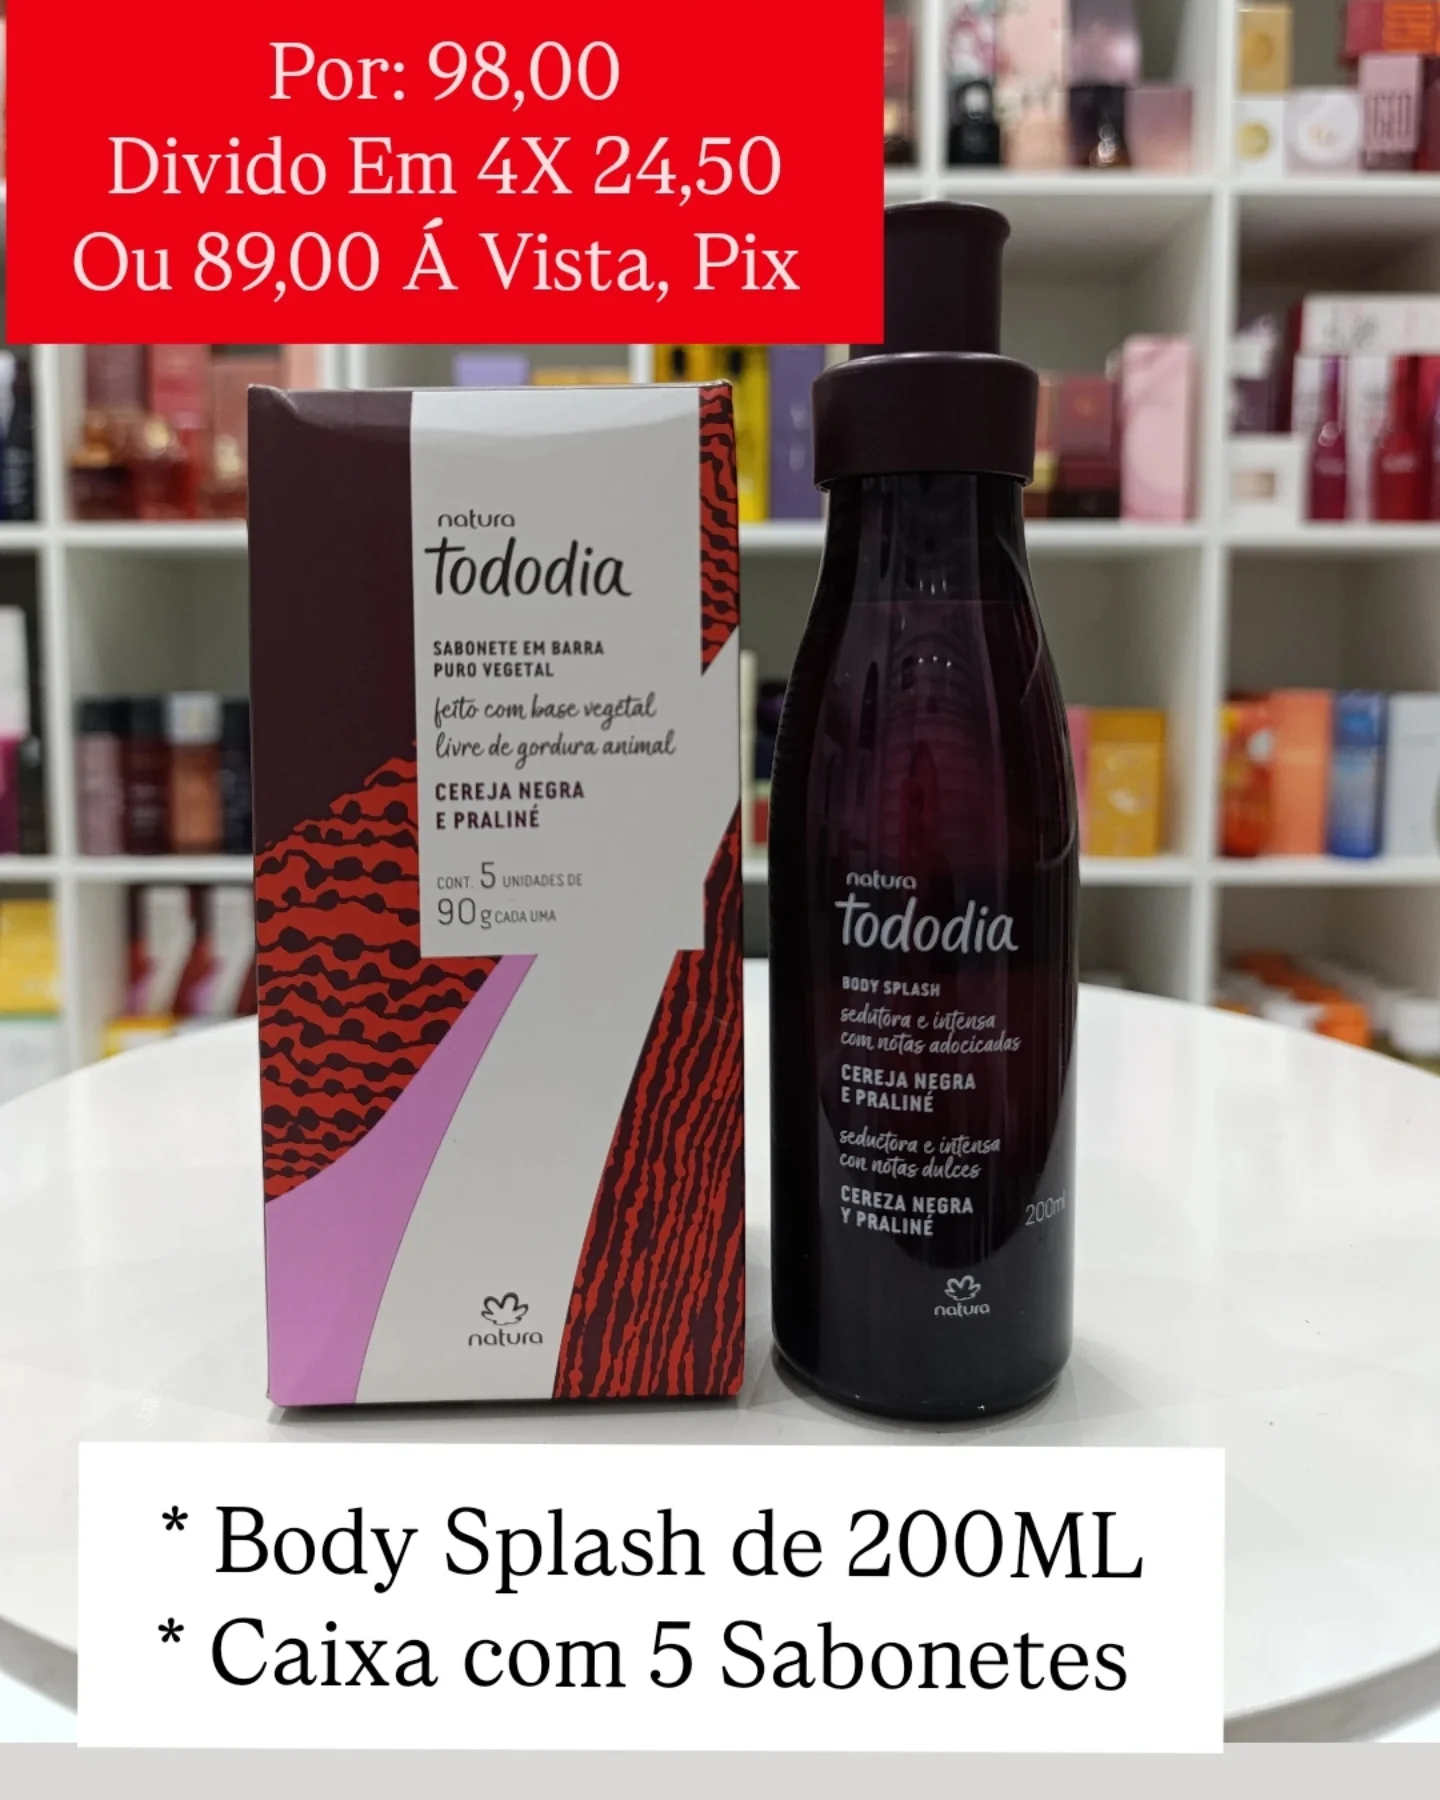 Por: 98,00
Divido Em 4X 24,50
Ou 89,00 Á Vista, Pix
natura
Tododia
SABONETE EM BARRA
PURO VEGETAL
feito com base vegetal
livre de gordura animal
CEREJA NEGRA
E PRALINÉ
CONT. 5 UNIDADES DE
90g CADA UMA
natura
natura
Tododia
BODY SPLASH
sedutora e intensa
com notas adocicadas
CEREJA NEGRA
E PRALINÉ
seductora e intensa
con notas dulces
CEREZA NEGRA
Y PRALINÉ
200ml
natura
* Body Splash de 200ML
* Caixa com 5 Sabonetes